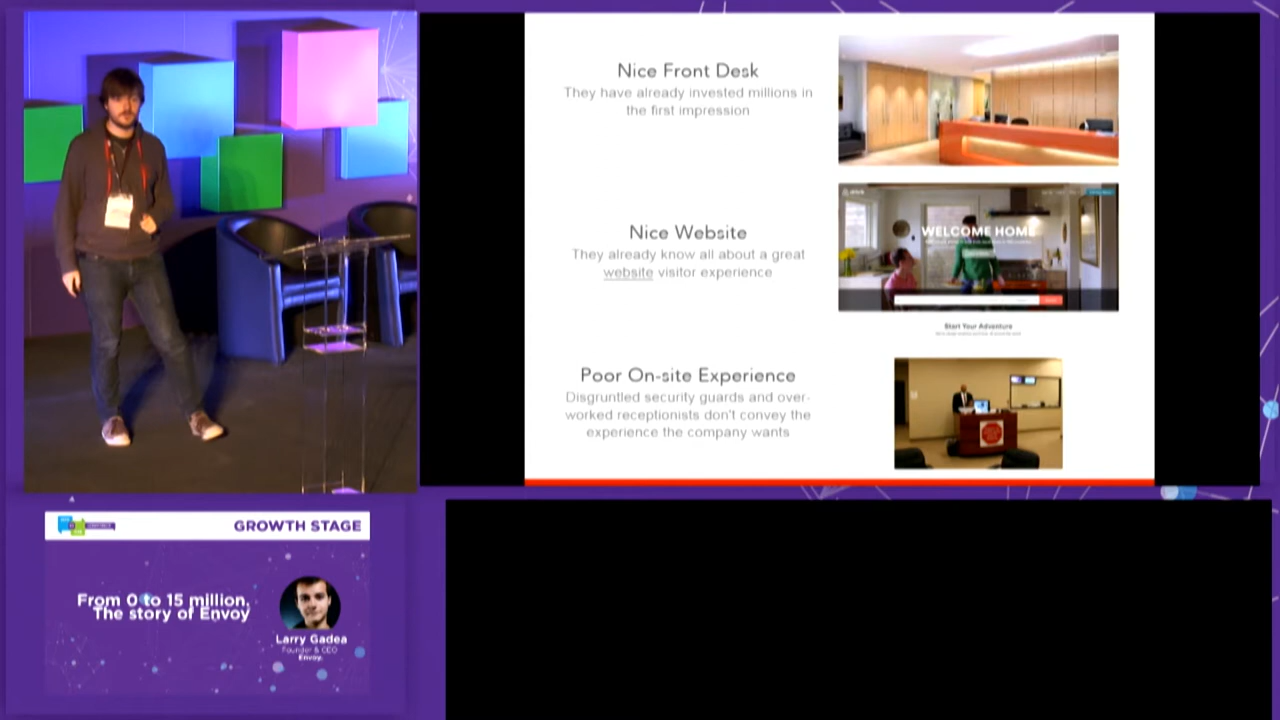 Nice Front Desk
They have already invested millions in
the first impression
Nice Website
They already know all about a great
website visitor experience
WELCOME HOME
Start Your Adventure
Poor On-site Experience
Disgruntled security guards and over-
worked receptionists don't convey the
experience the company wants
GROWTH STAGE
From 0 to 15 million.
The story of Envoy
Larry Gadea
Founder & CEO
Envoy.